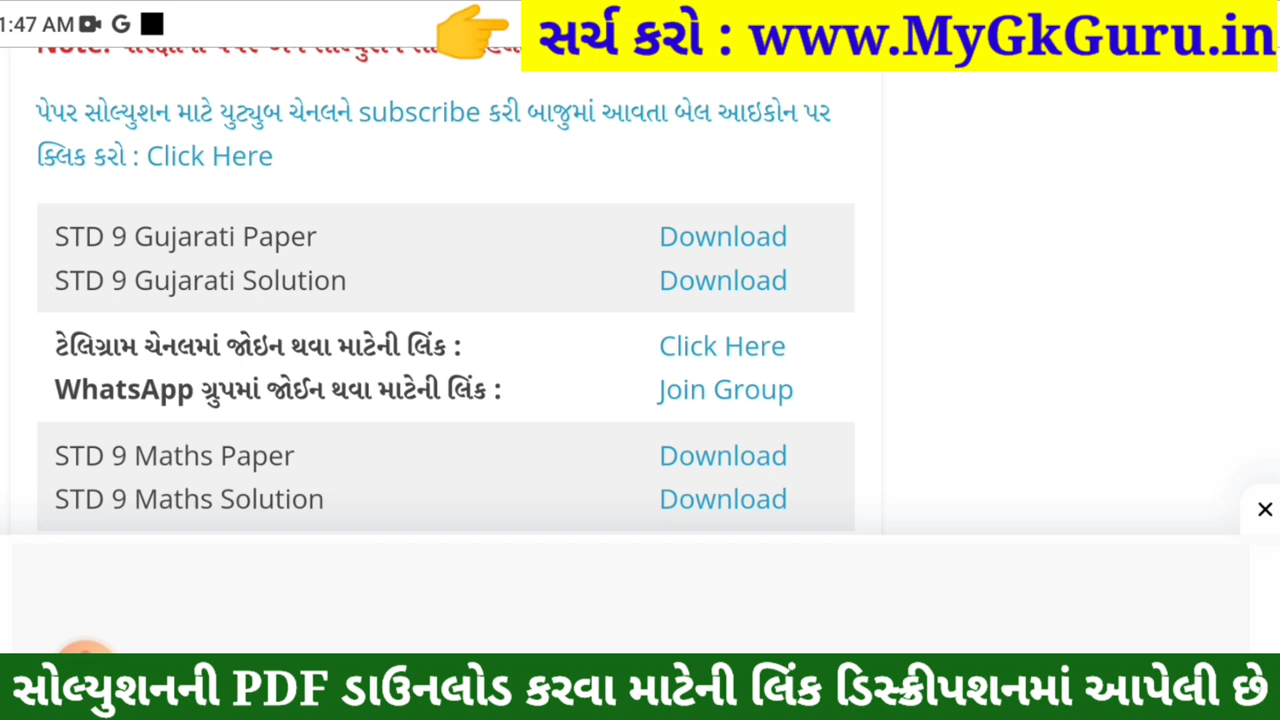 1:47 AM G
સર્ચ કરો : www.MyGkGuru.in
પેપર સોલ્યુશન માટે યુટ્યુબ ચેનલને subscribe કરી બાજુમાં આવતા બેલ આઇકોન પર
ક્લિક કરો : Click Here
STD 9 Gujarati Paper Download
STD 9 Gujarati Solution Download
ટેલિગ્રામ ચેનલમાં જોઇન થવા માટેની લિંક : Click Here
WhatsApp ગ્રુપમાં જોઈન થવા માટેની લિંક : Join Group
STD 9 Maths Paper Download
STD 9 Maths Solution Download
સોલ્યુશનની PDF ડાઉનલોડ કરવા માટેની લિંક ડિસ્ક્રીપશનમાં આપેલી છે